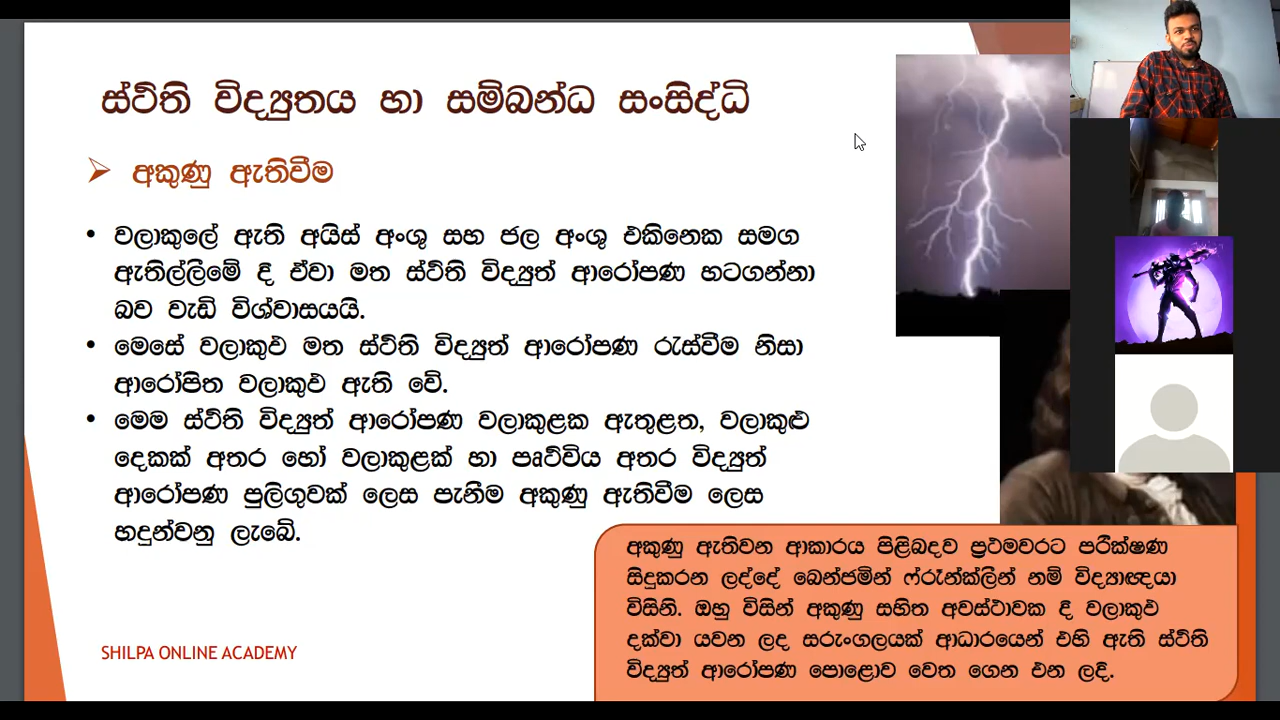 ස්ථිති විද්‍යුතය හා සම්බන්ධ සංසිද්ධි
අකුණු ඇතිවීම
වලාකුලේ ඇති අයිස් අංශු සහ ජල අංශු එකිනෙක සමග
ඇතිල්ලීමේ දී ඒවා මත ස්ථිති විද්‍යුත් ආරෝපණ හටගන්නා
බව වැඩි විශ්වාසයයි.
මෙසේ වලාකුළු මත ස්ථිති විද්‍යුත් ආරෝපණ රැස්වීම නිසා
ආරෝපිත වලාකුළු ඇති වේ.
මෙම ස්ථිති විද්‍යුත් ආරෝපණ වලාකුළක ඇතුළත, වලාකුළු
දෙකක් අතර හෝ වලාකුළක් හා පෘථිවිය අතර විද්‍යුත්
ආරෝපණ පුලිගුවක් ලෙස පැනීම අකුණු ඇතිවීම ලෙස
හදුන්වනු ලැබේ.
අකුණු ඇතිවන ආකාරය පිළිබදව ප්‍රථමවරට පරීක්ෂණ
සිදුකරන ලද්දේ බෙන්ජමින් ෆ්රෑන්ක්ලින් නම් විද්‍යාඥයා
විසිනි. ඔහු විසින් අකුණු සහිත අවස්ථාවක දී වලාකුළු
දක්වා යවන ලද සරුංගලයක් ආධාරයෙන් එහි ඇති ස්ථිති
විද්‍යුත් ආරෝපණ පොළොව වෙත ගෙන එන ලදී.
SHILPA ONLINE ACADEMY